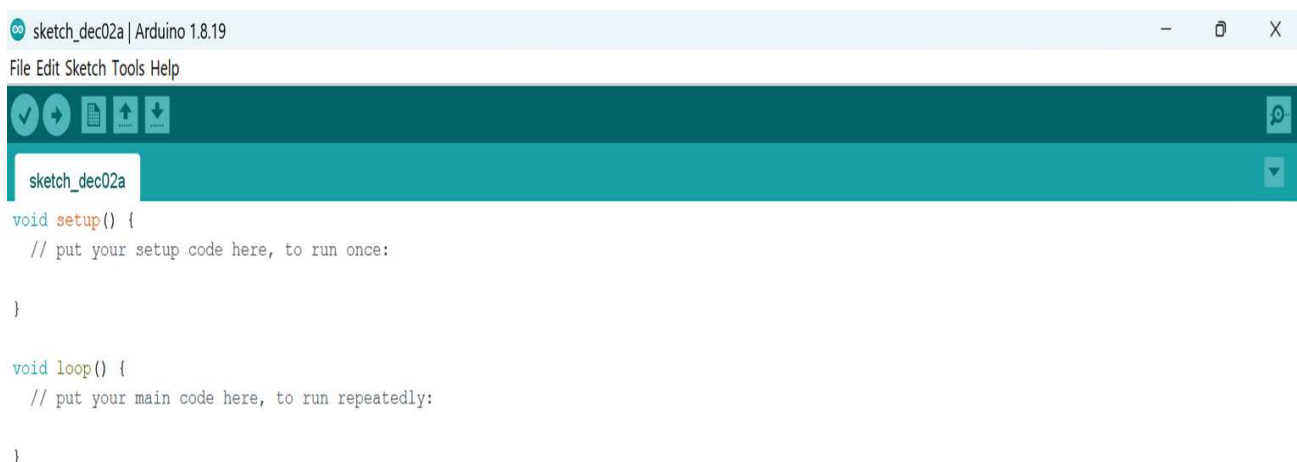 sketch_dec02a | Arduino 1.8.19
File Edit Sketch Tools Help
sketch_dec02a
void setup() {
  // put your setup code here, to run once:
}
void loop() {
  // put your main code here, to run repeatedly:
}